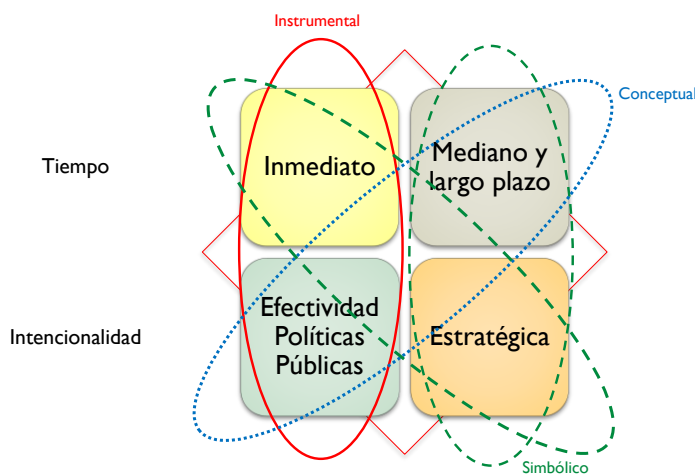 Instrumental
Conceptual
Tiempo
Inmediato
Mediano y
largo plazo
Intencionalidad
Efectividad
Políticas
Públicas
Estratégica
Simbólico